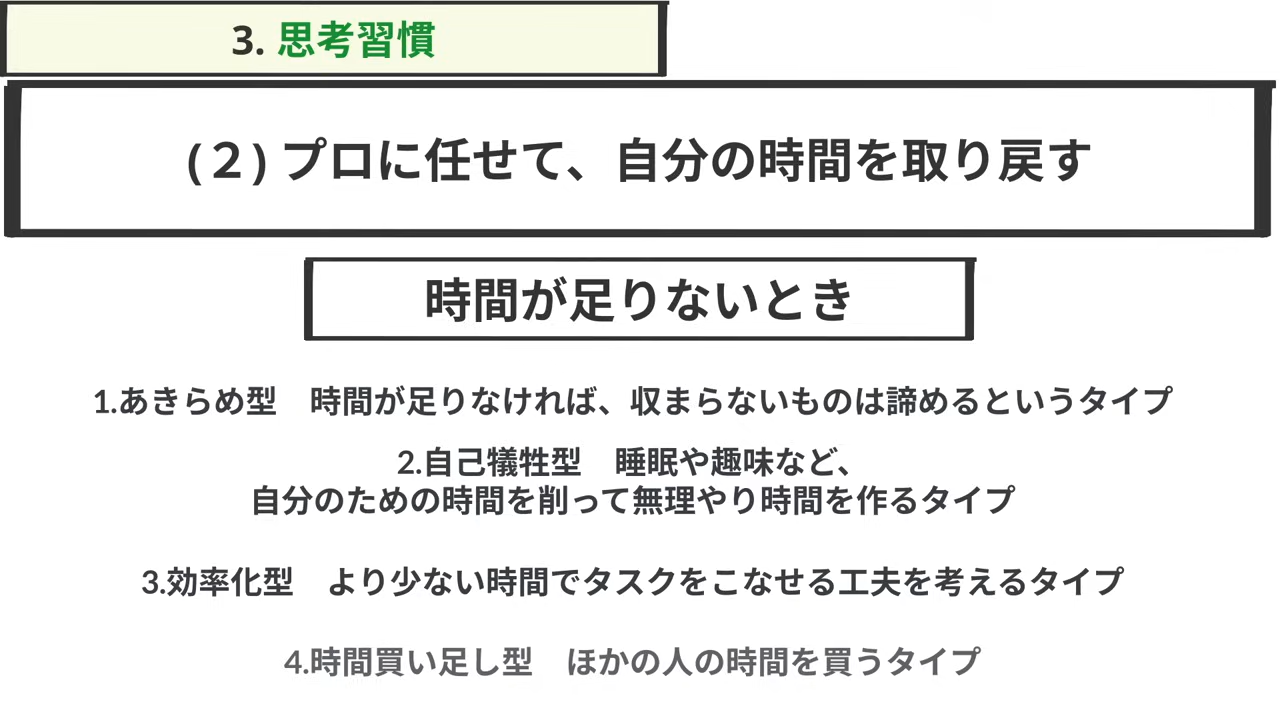 3. 思考習慣
(２) プロに任せて、自分の時間を取り戻す
時間が足りないとき
1.あきらめ型　時間が足りなければ、収まらないものは諦めるというタイプ
2.自己犠牲型　睡眠や趣味など、
自分のための時間を削って無理やり時間を作るタイプ
3.効率化型　より少ない時間でタスクをこなせる工夫を考えるタイプ
4.時間買い足し型　ほかの人の時間を買うタイプ